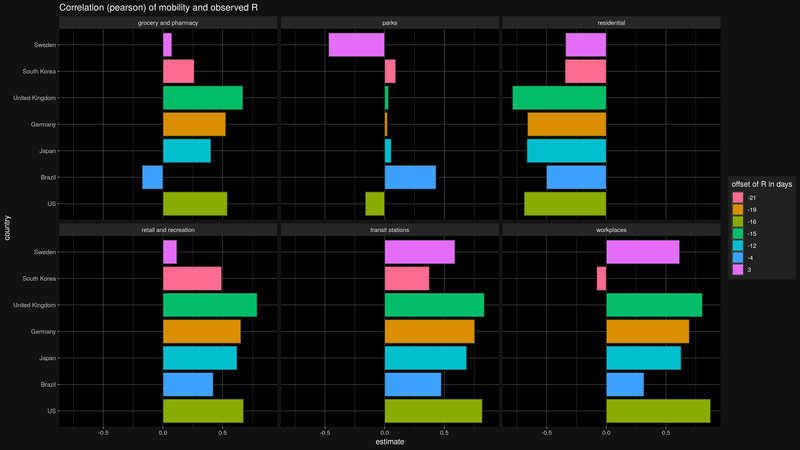 Correlation (pearson) of mobility and observed R
grocery and pharmacy
parks
residential
Sweden
South Korea
United Kingdom
Germany
Japan
Brazil
US
retail and recreation
transit stations
workplaces
Sweden
South Korea
United Kingdom
Germany
Japan
Brazil
US
-0.5 0.0 0.5
-0.5 0.0 0.5
-0.5 0.0 0.5
estimate
country
offset of R in days
-21
-19
-16
-15
-12
-4
3